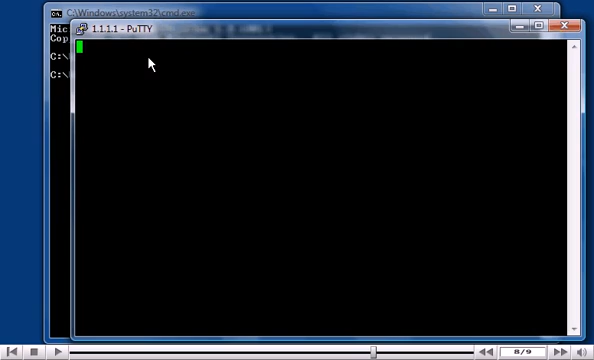 C:\Windows\system32\cmd.exe
1.1.1.1 - PuTTY
Mic
Cop
C:\
C:\
8/9